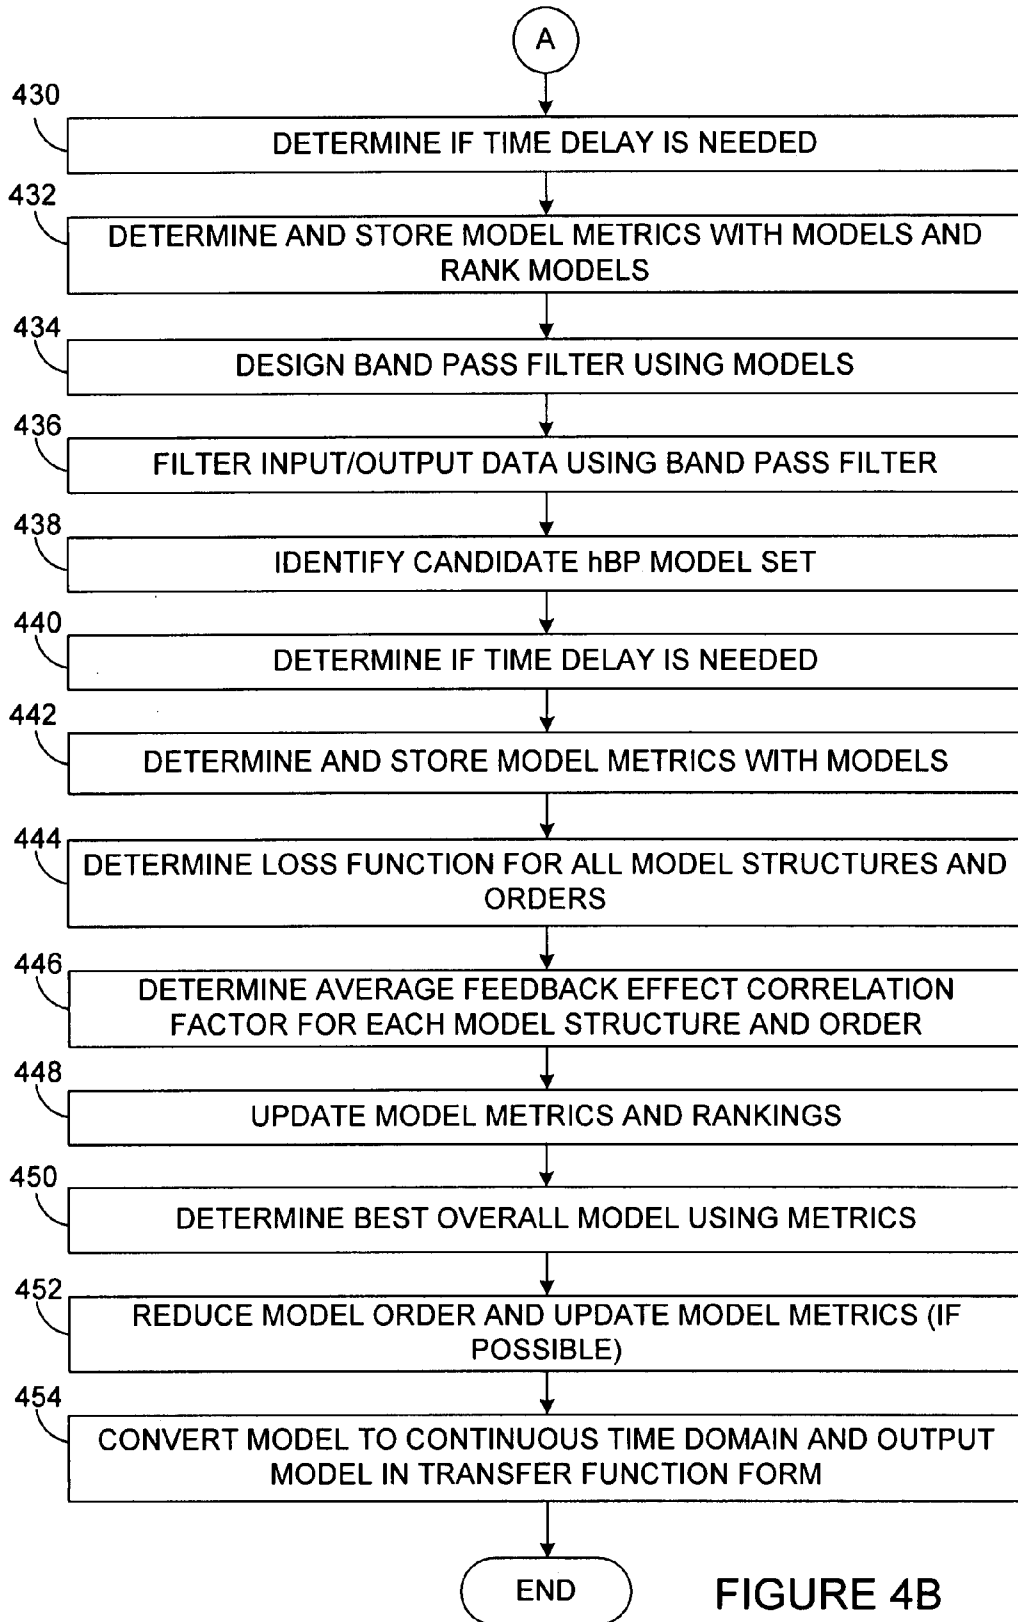 A
430
DETERMINE IF TIME DELAY IS NEEDED
432
DETERMINE AND STORE MODEL METRICS WITH MODELS AND
RANK MODELS
434
DESIGN BAND PASS FILTER USING MODELS
436
FILTER INPUT/OUTPUT DATA USING BAND PASS FILTER
438
IDENTIFY CANDIDATE hBP MODEL SET
440
DETERMINE IF TIME DELAY IS NEEDED
442
DETERMINE AND STORE MODEL METRICS WITH MODELS
444
DETERMINE LOSS FUNCTION FOR ALL MODEL STRUCTURES AND
ORDERS
446
DETERMINE AVERAGE FEEDBACK EFFECT CORRELATION
FACTOR FOR EACH MODEL STRUCTURE AND ORDER
448
UPDATE MODEL METRICS AND RANKINGS
450
DETERMINE BEST OVERALL MODEL USING METRICS
452
REDUCE MODEL ORDER AND UPDATE MODEL METRICS (IF
POSSIBLE)
454
CONVERT MODEL TO CONTINUOUS TIME DOMAIN AND OUTPUT
MODEL IN TRANSFER FUNCTION FORM
END
FIGURE 4B